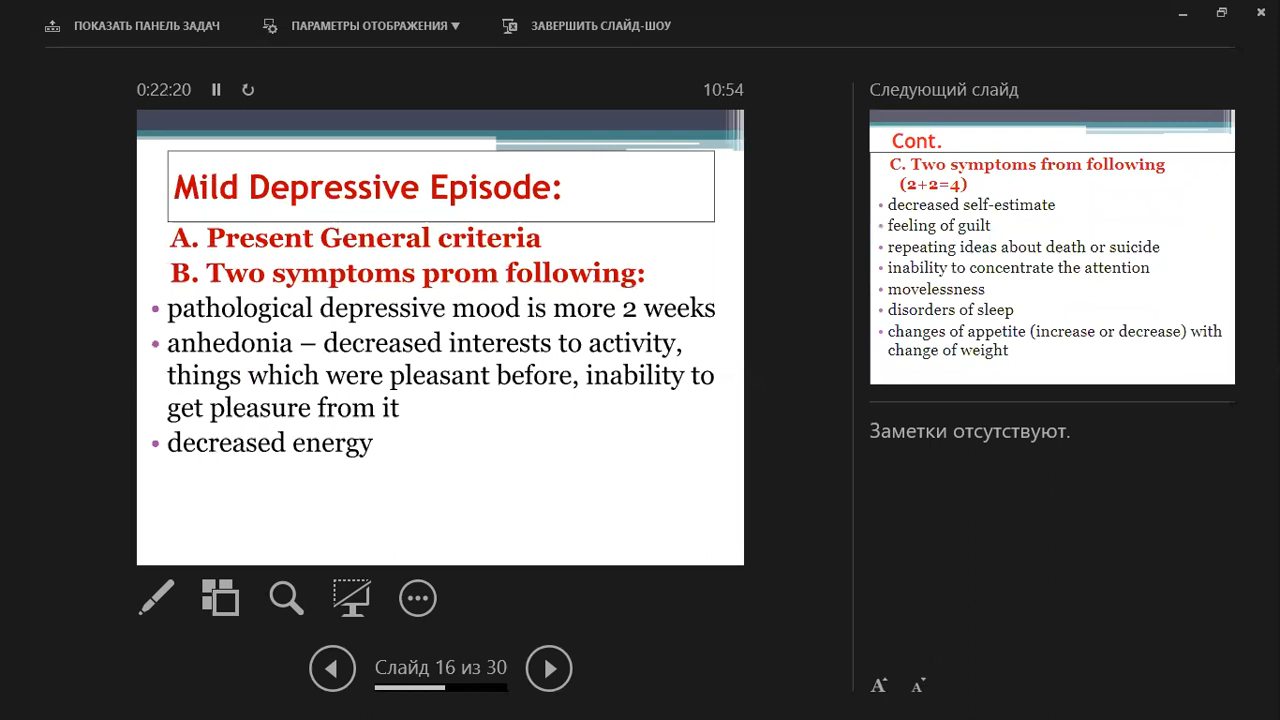 ПОКАЗАТЬ ПАНЕЛЬ ЗАДАЧ ПАРАМЕТРЫ ОТОБРАЖЕНИЯ ▼ ЗАВЕРШИТЬ СЛАЙД-ШОУ
0:22:20 10:54
Mild Depressive Episode:
A. Present General criteria
B. Two symptoms prom following:
• pathological depressive mood is more 2 weeks
• anhedonia – decreased interests to activity,
things which were pleasant before, inability to
get pleasure from it
• decreased energy
Слайд 16 из 30
Следующий слайд
Cont.
C. Two symptoms from following
(2+2=4)
• decreased self-estimate
• feeling of guilt
• repeating ideas about death or suicide
• inability to concentrate the attention
• movelessness
• disorders of sleep
• changes of appetite (increase or decrease) with
change of weight
Заметки отсутствуют.
A A